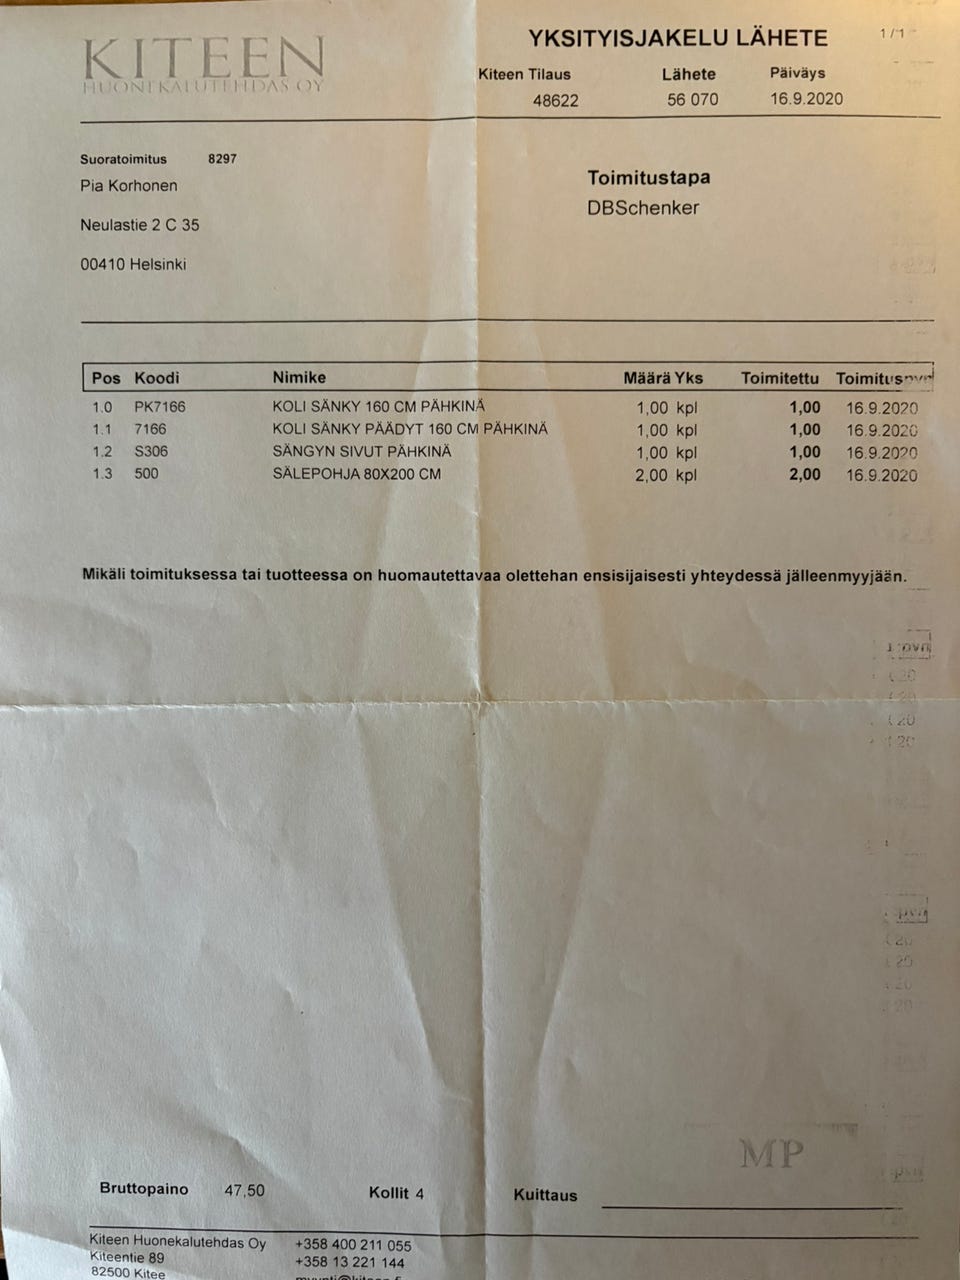 KITEEN
HUONEKALUTEHDAS OY
YKSITYISJAKELU LÄHETE 1/1
Kiteen Tilaus Lähete Päiväys
48622 56 070 16.9.2020
Suoratoimitus 8297
Pia Korhonen
Neulastie 2 C 35
00410 Helsinki
Toimitustapa
DBSchenker
Pos Koodi Nimike Määrä Yks Toimitettu
1.0 PK7166 KOLI SÄNKY 160 CM PÄHKINÄ 1,00 kpl 1,00 16.9.2020
1.1 7166 KOLI SÄNKY PÄÄDYT 160 CM PÄHKINÄ 1,00 kpl 1,00 16.9.2020
1.2 S306 SÄNGYN SIVUT PÄHKINÄ 1,00 kpl 1,00 16.9.2020
1.3 500 SÄLEPOHJA 80X200 CM 2,00 kpl 2,00 16.9.2020
Mikäli toimituksessa tai tuotteessa on huomautettavaa olettehan ensisijaisesti yhteydessä jälleenmyyjään.
MP
Bruttopaino 47,50 Kollit 4 Kuittaus
Kiteen Huonekalutehdas Oy +358 400 211 055
Kiteentie 89 +358 13 221 144
82500 Kitee